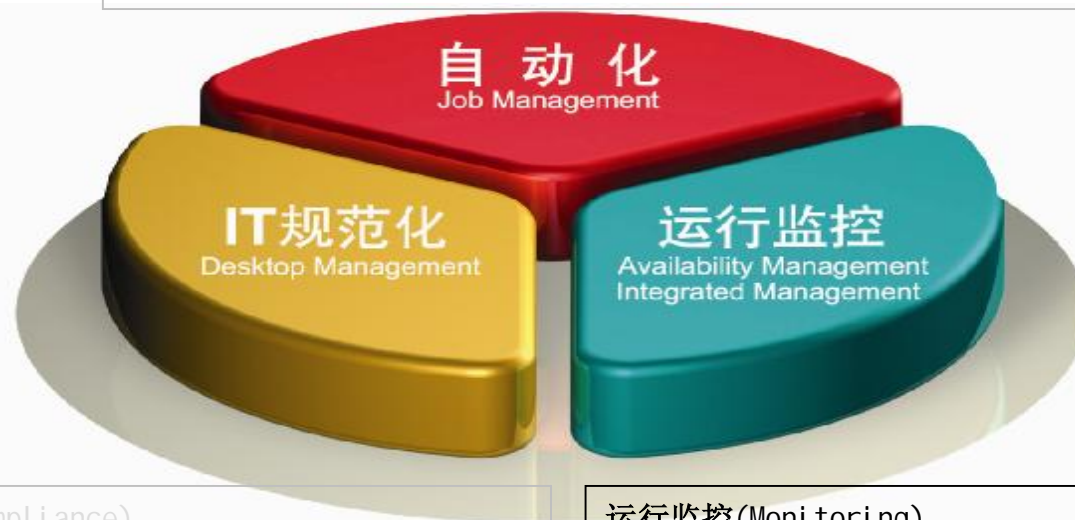 自 动 化
Job Management
IT规范化
Desktop Management
运行监控
Availability Management
Integrated Management
mpliance)
运行监控(Monitoring)